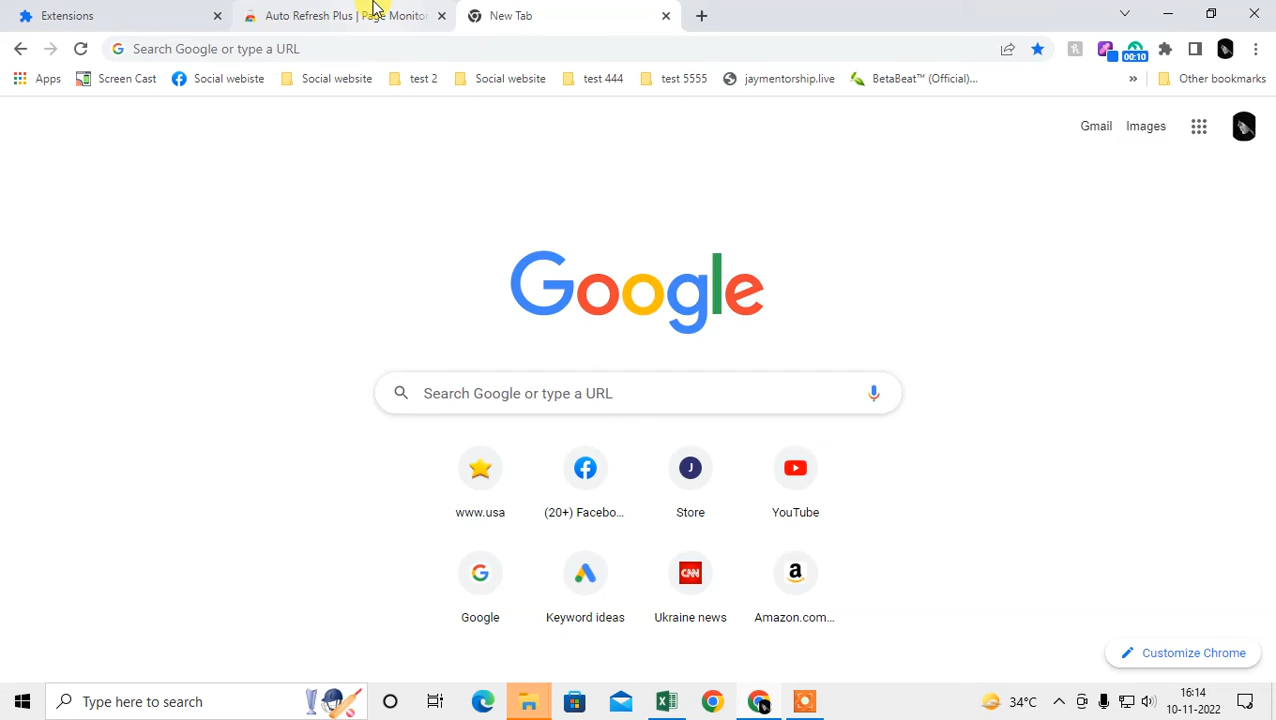 Extensions
Auto Refresh Plus | Page Monitor
New Tab
Search Google or type a URL
00:10
Apps
Screen Cast
Social webiste
Social website
test 2
Social website
test 444
test 5555
jaymentorship.live
BetaBeat™ (Official)...
»
Other bookmarks
Gmail
Images
Google
Search Google or type a URL
J
CNN
a
www.usa
(20+) Facebo...
Store
YouTube
Google
Keyword ideas
Ukraine news
Amazon.com...
Customize Chrome
Type here to search
34°C
16:14
10-11-2022